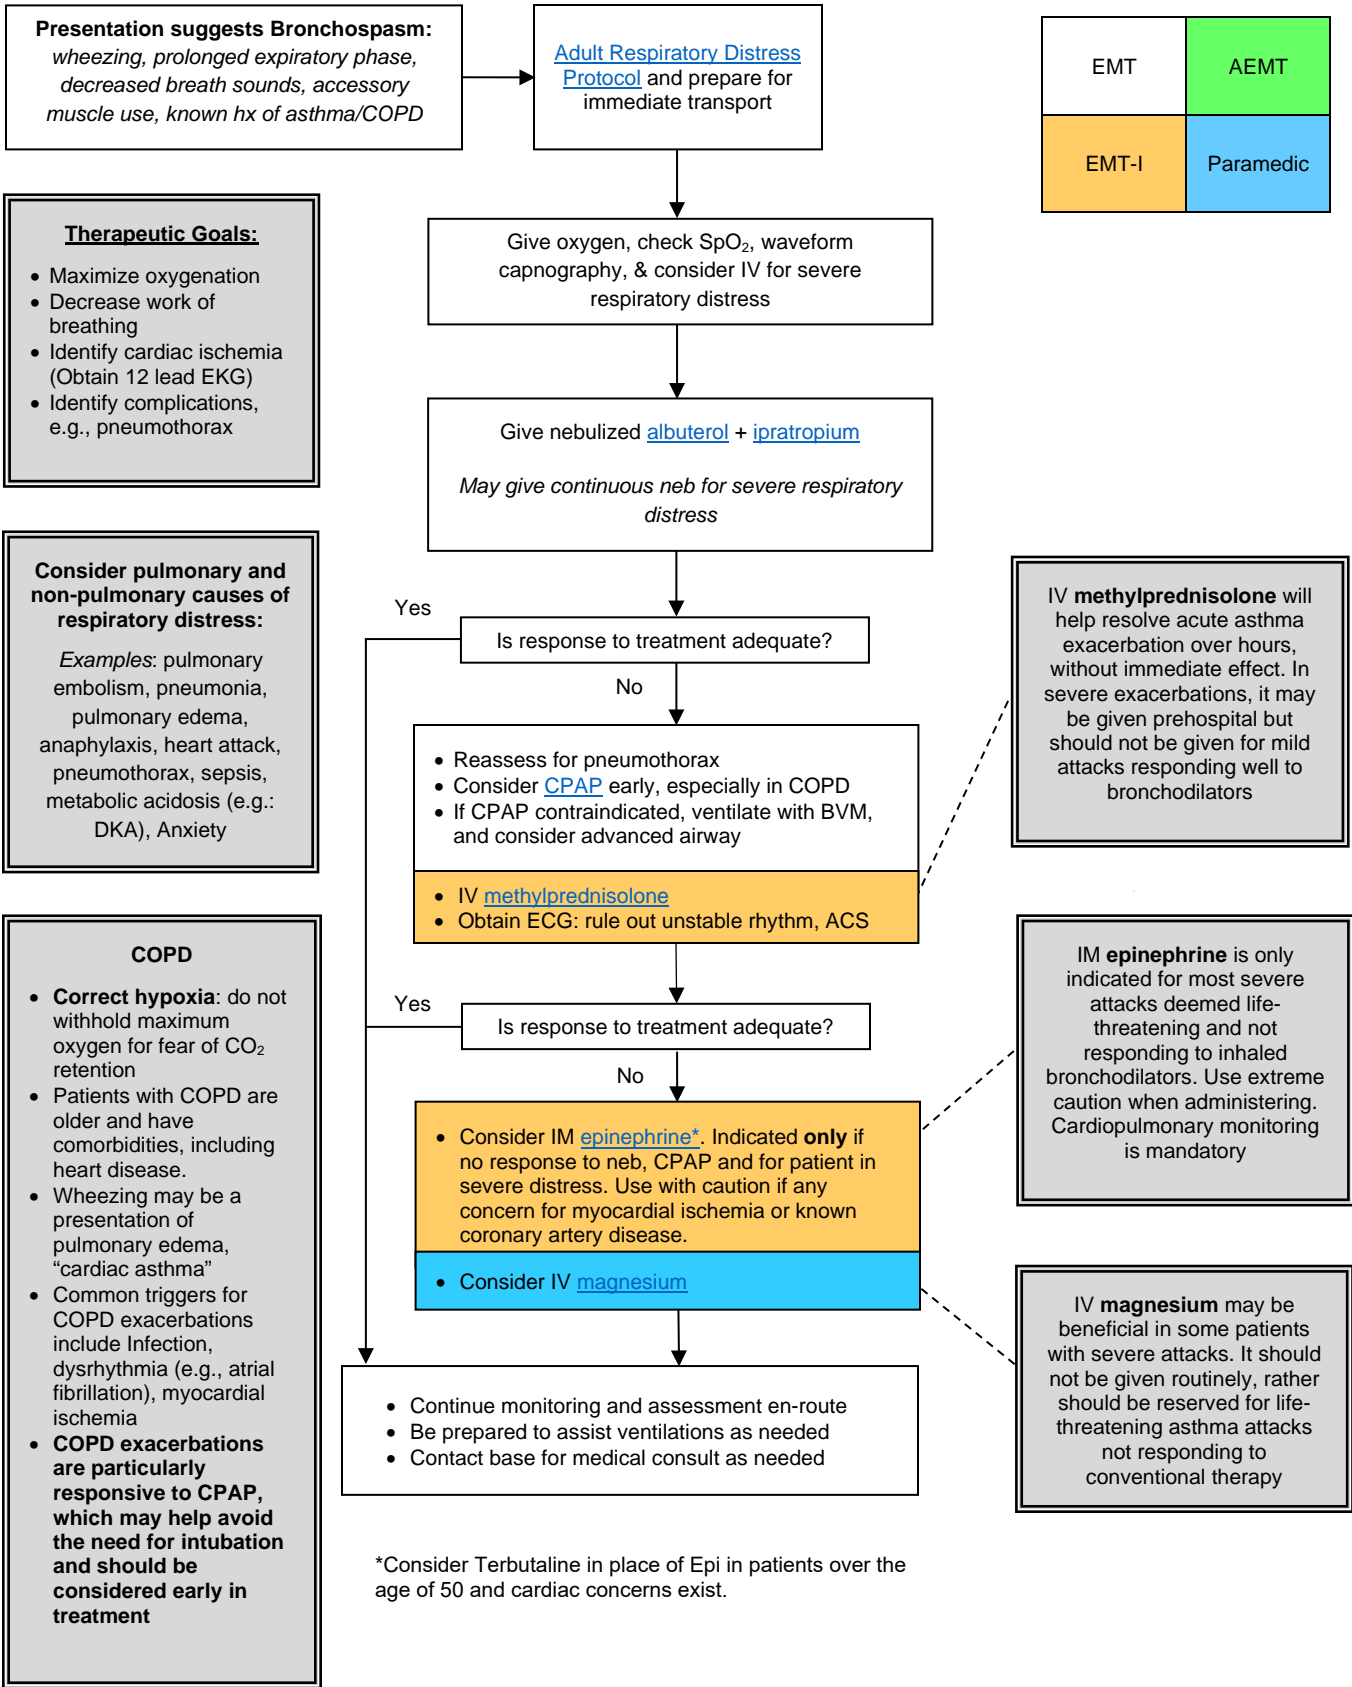 Presentation suggests Bronchospasm:
wheezing, prolonged expiratory phase,
decreased breath sounds, accessory
muscle use, known hx of asthma/COPD
Adult Respiratory Distress
Protocol and prepare for
immediate transport
EMT
AEMT
EMT-I
Paramedic
Therapeutic Goals:
• Maximize oxygenation
• Decrease work of
breathing
• Identify cardiac ischemia
(Obtain 12 lead EKG)
• Identify complications,
e.g., pneumothorax
Give oxygen, check SpO₂, waveform
capnography, & consider IV for severe
respiratory distress
Give nebulized albuterol + ipratropium
May give continuous neb for severe respiratory
distress
Consider pulmonary and
non-pulmonary causes of
respiratory distress:
Examples: pulmonary
embolism, pneumonia,
pulmonary edema,
anaphylaxis, heart attack,
pneumothorax, sepsis,
metabolic acidosis (e.g.:
DKA), Anxiety
Yes
Is response to treatment adequate?
No
• Reassess for pneumothorax
• Consider CPAP early, especially in COPD
• If CPAP contraindicated, ventilate with BVM,
and consider advanced airway
• IV methylprednisolone
• Obtain ECG: rule out unstable rhythm, ACS
IV methylprednisolone will
help resolve acute asthma
exacerbation over hours,
without immediate effect. In
severe exacerbations, it may
be given prehospital but
should not be given for mild
attacks responding well to
bronchodilators
COPD
• Correct hypoxia: do not
withhold maximum
oxygen for fear of CO₂
retention
• Patients with COPD are
older and have
comorbidities, including
heart disease.
• Wheezing may be a
presentation of
pulmonary edema,
“cardiac asthma”
• Common triggers for
COPD exacerbations
include Infection,
dysrhythmia (e.g., atrial
fibrillation), myocardial
ischemia
• COPD exacerbations
are particularly
responsive to CPAP,
which may help avoid
the need for intubation
and should be
considered early in
treatment
Yes
Is response to treatment adequate?
No
• Consider IM epinephrine*. Indicated only if
no response to neb, CPAP and for patient in
severe distress. Use with caution if any
concern for myocardial ischemia or known
coronary artery disease.
• Consider IV magnesium
IM epinephrine is only
indicated for most severe
attacks deemed life-
threatening and not
responding to inhaled
bronchodilators. Use extreme
caution when administering.
Cardiopulmonary monitoring
is mandatory
IV magnesium may be
beneficial in some patients
with severe attacks. It should
not be given routinely, rather
should be reserved for life-
threatening asthma attacks
not responding to
conventional therapy
• Continue monitoring and assessment en-route
• Be prepared to assist ventilations as needed
• Contact base for medical consult as needed
*Consider Terbutaline in place of Epi in patients over the
age of 50 and cardiac concerns exist.